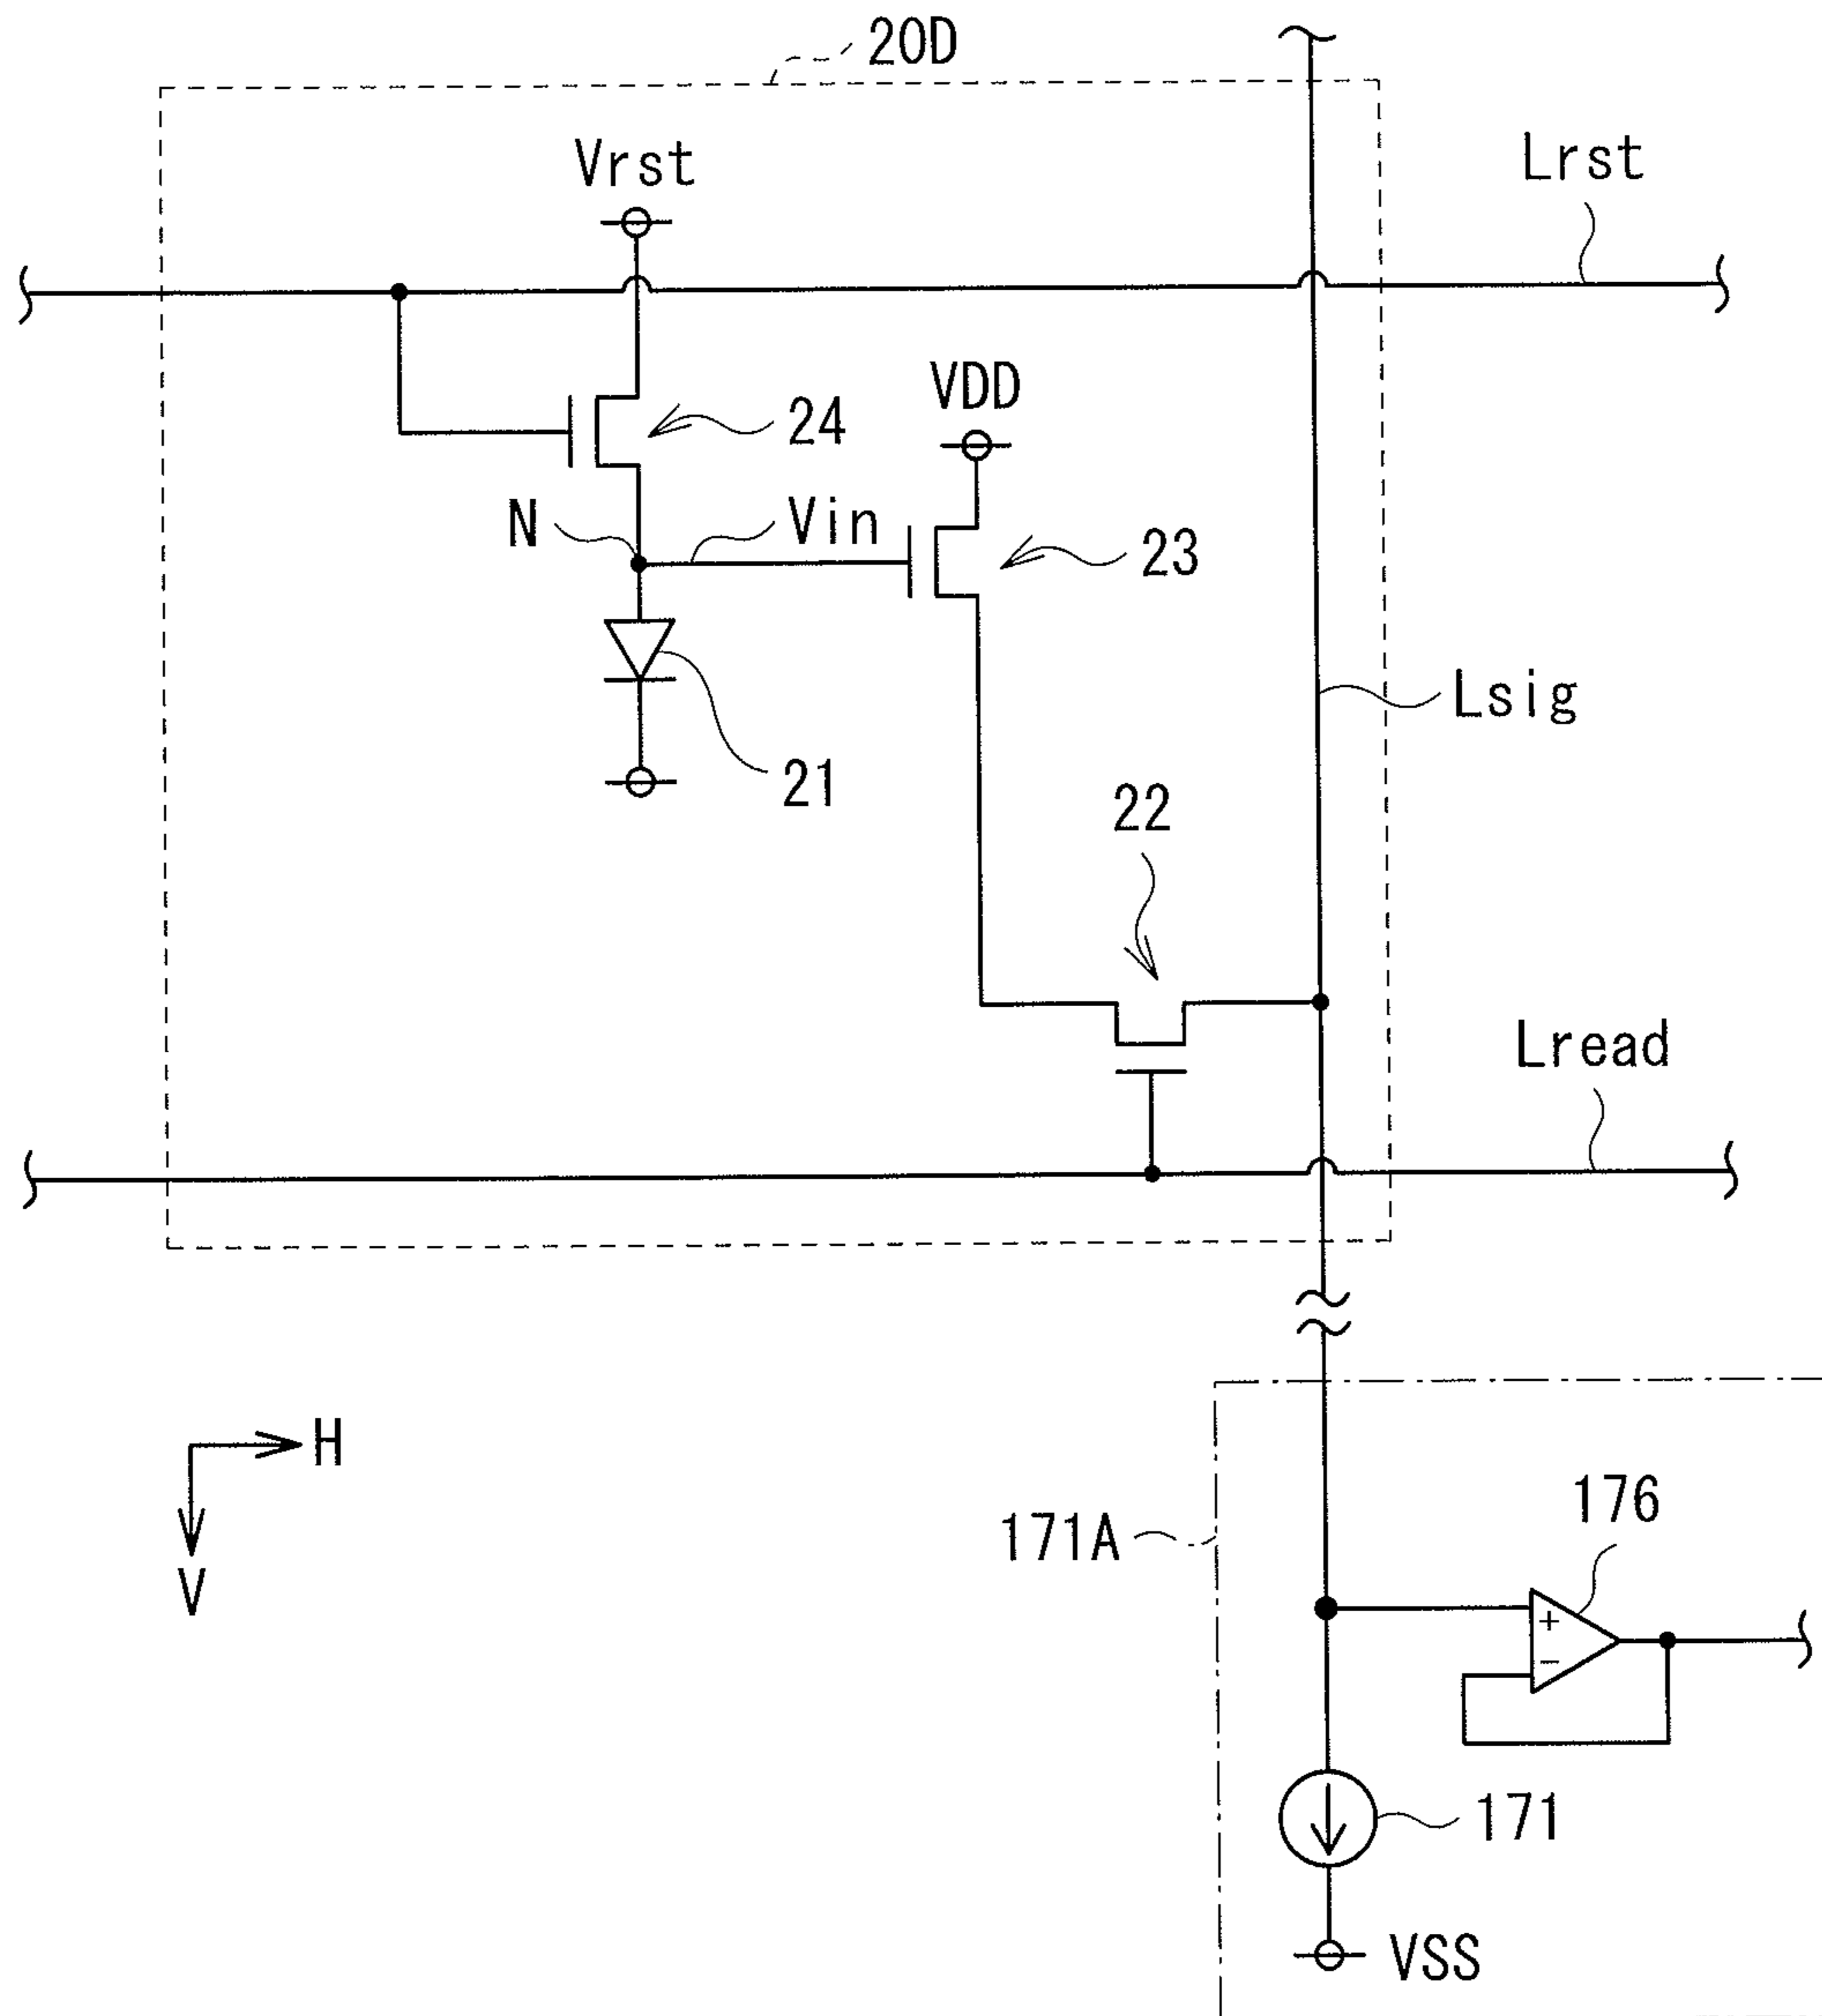 20D
Vrst
Lrst
VDD
24
N
Vin
23
Lsig
21
22
Lread
H
V
171A
176
+
−
171
VSS